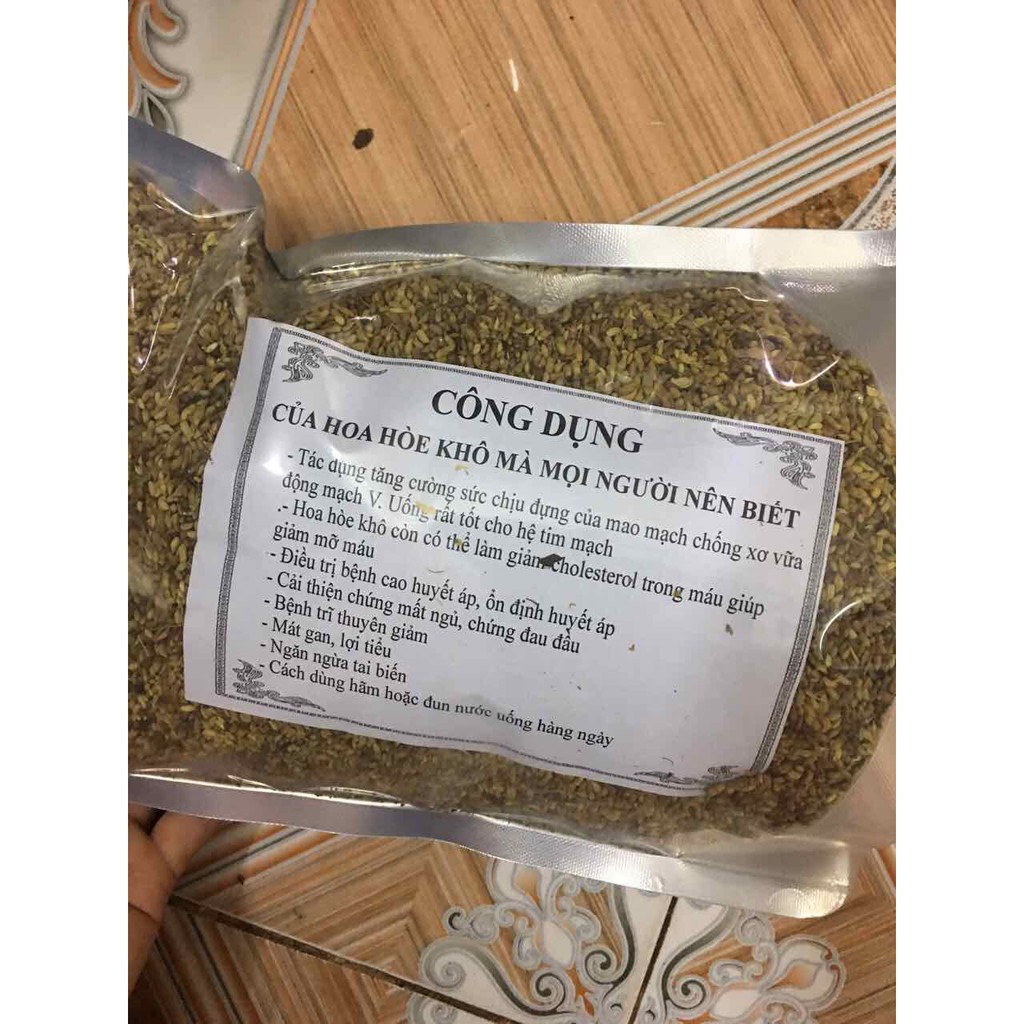 CÔNG DỤNG
CỦA HOA HÒE KHÔ MÀ MỌI NGƯỜI NÊN BIẾT
- Tác dụng tăng cường sức chịu đựng của mao mạch chống xơ vữa
động mạch V. Uống rất tốt cho hệ tim mạch
.- Hoa hòe khô còn có thể làm giảm cholesterol trong máu giúp
giảm mỡ máu
- Điều trị bệnh cao huyết áp, ổn định huyết áp
- Cải thiện chứng mất ngủ, chứng đau đầu
- Bệnh trĩ thuyên giảm
- Mát gan, lợi tiểu
- Ngăn ngừa tai biến
- Cách dùng hãm hoặc đun nước uống hàng ngày